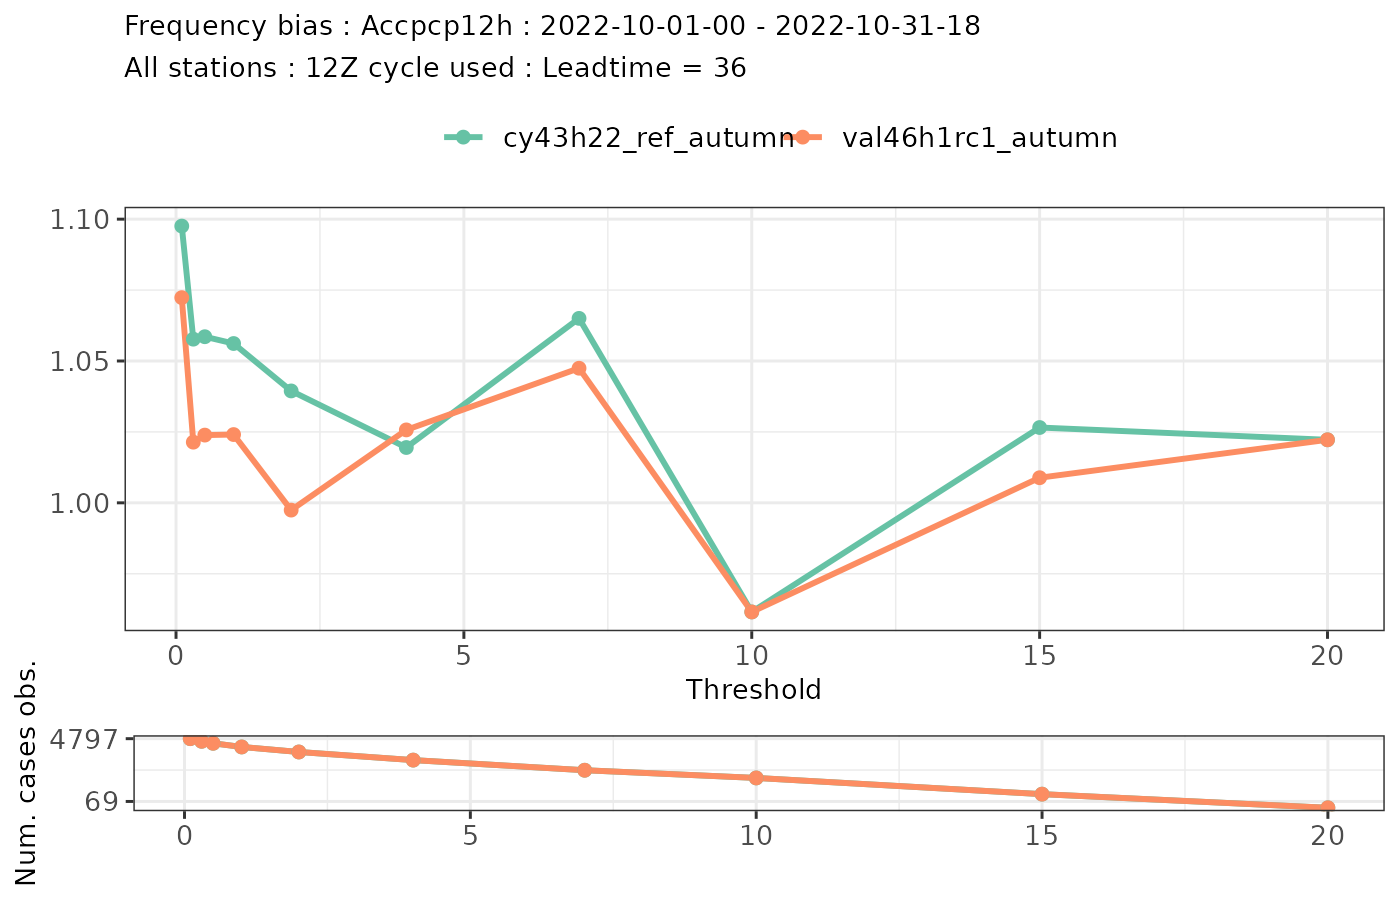 Frequency bias : Accpcp12h : 2022-10-01-00 - 2022-10-31-18
All stations : 12Z cycle used : Leadtime = 36
cy43h22_ref_autumn val46h1rc1_autumn
1.10
1.05
1.00
0 5 10 15 20
Threshold
Num. cases obs.
4797
69
0 5 10 15 20